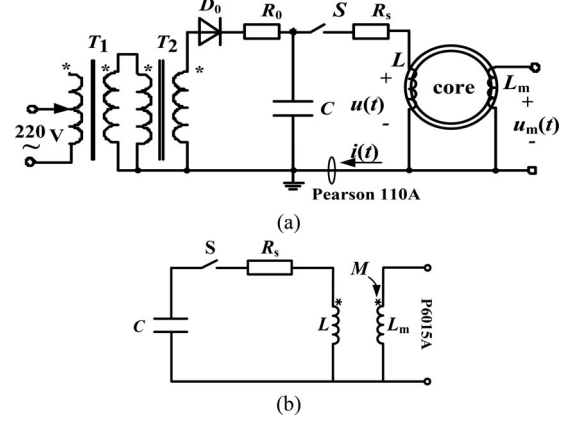 D₀
R₀
S
Rₛ
T₁
T₂
*
*
*
*
L
+
core
Lₘ
220 V
~
C
u(t)
-
+
uₘ(t)
-
i(t)
Pearson 110A
(a)
S
Rₛ
M
C
L
*
*
Lₘ
P6015A
(b)